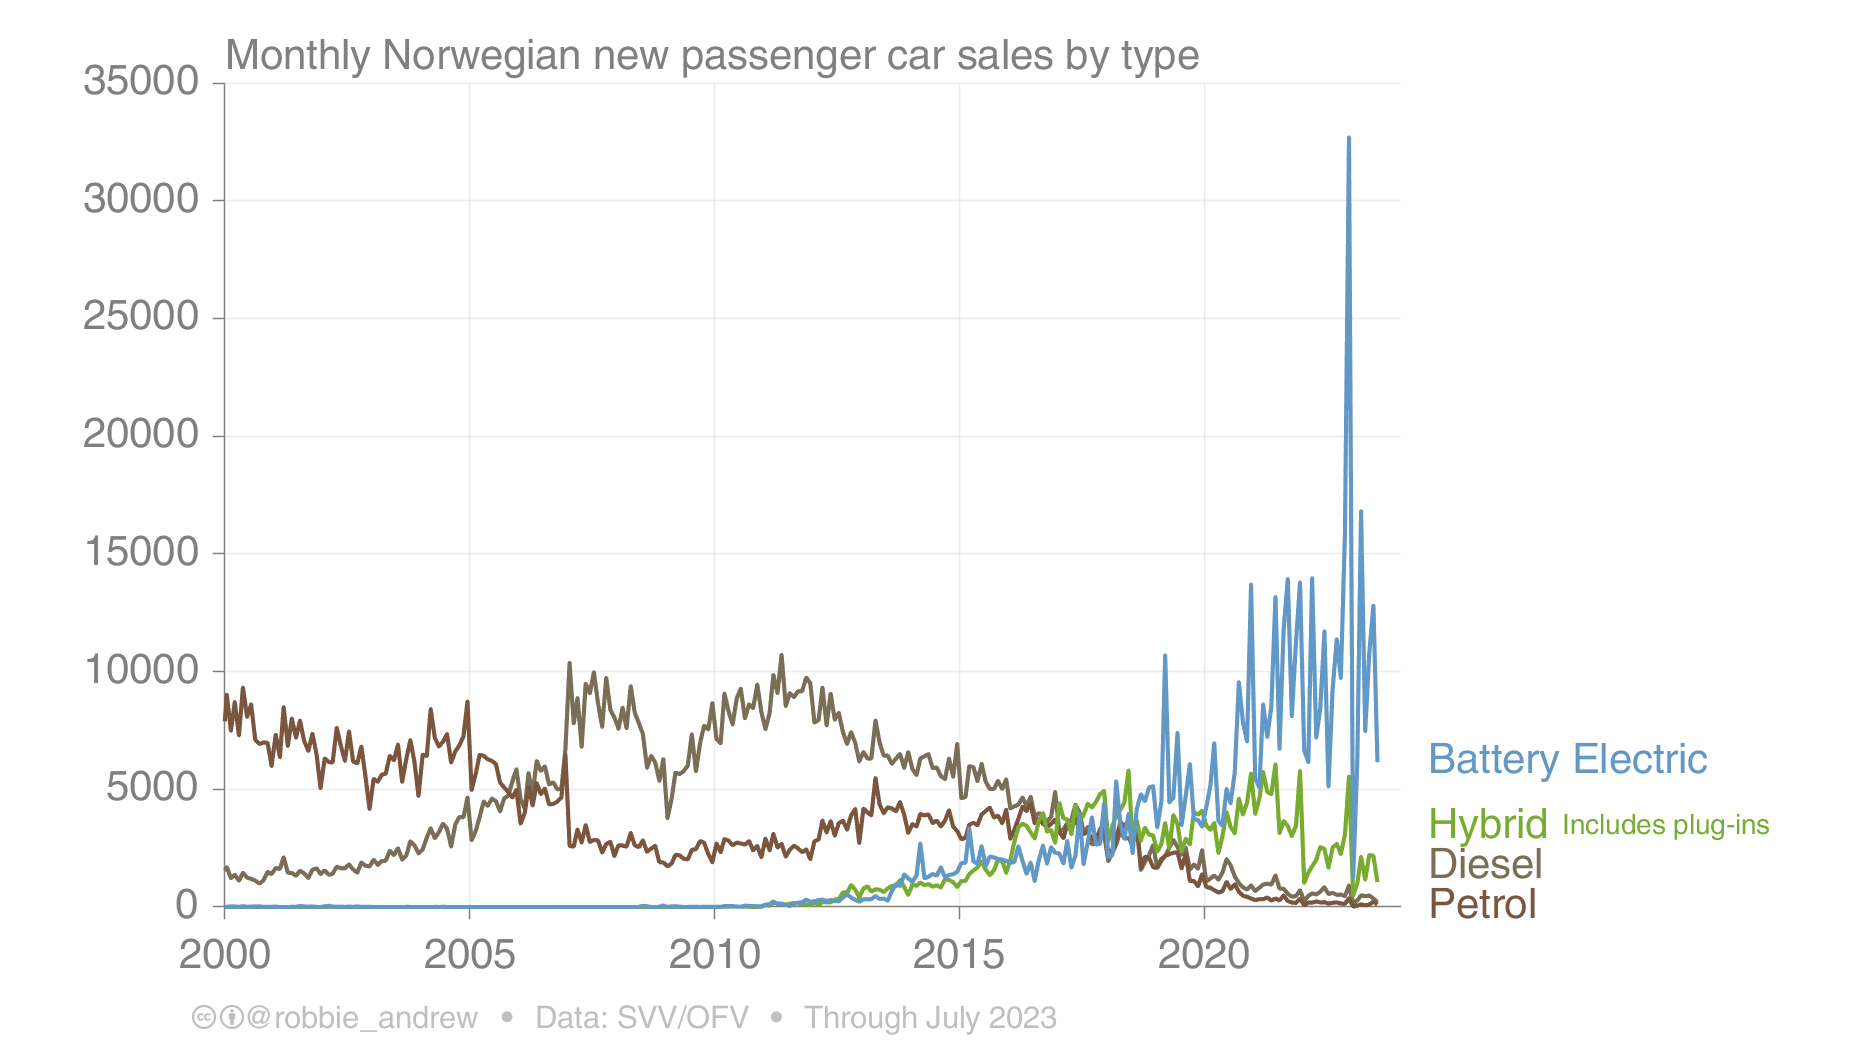 Monthly Norwegian new passenger car sales by type
35000
30000
25000
20000
15000
10000
5000
0
Battery Electric
Hybrid Includes plug-ins
Diesel
Petrol
2000 2005 2010 2015 2020
@robbie_andrew • Data: SVV/OFV • Through July 2023